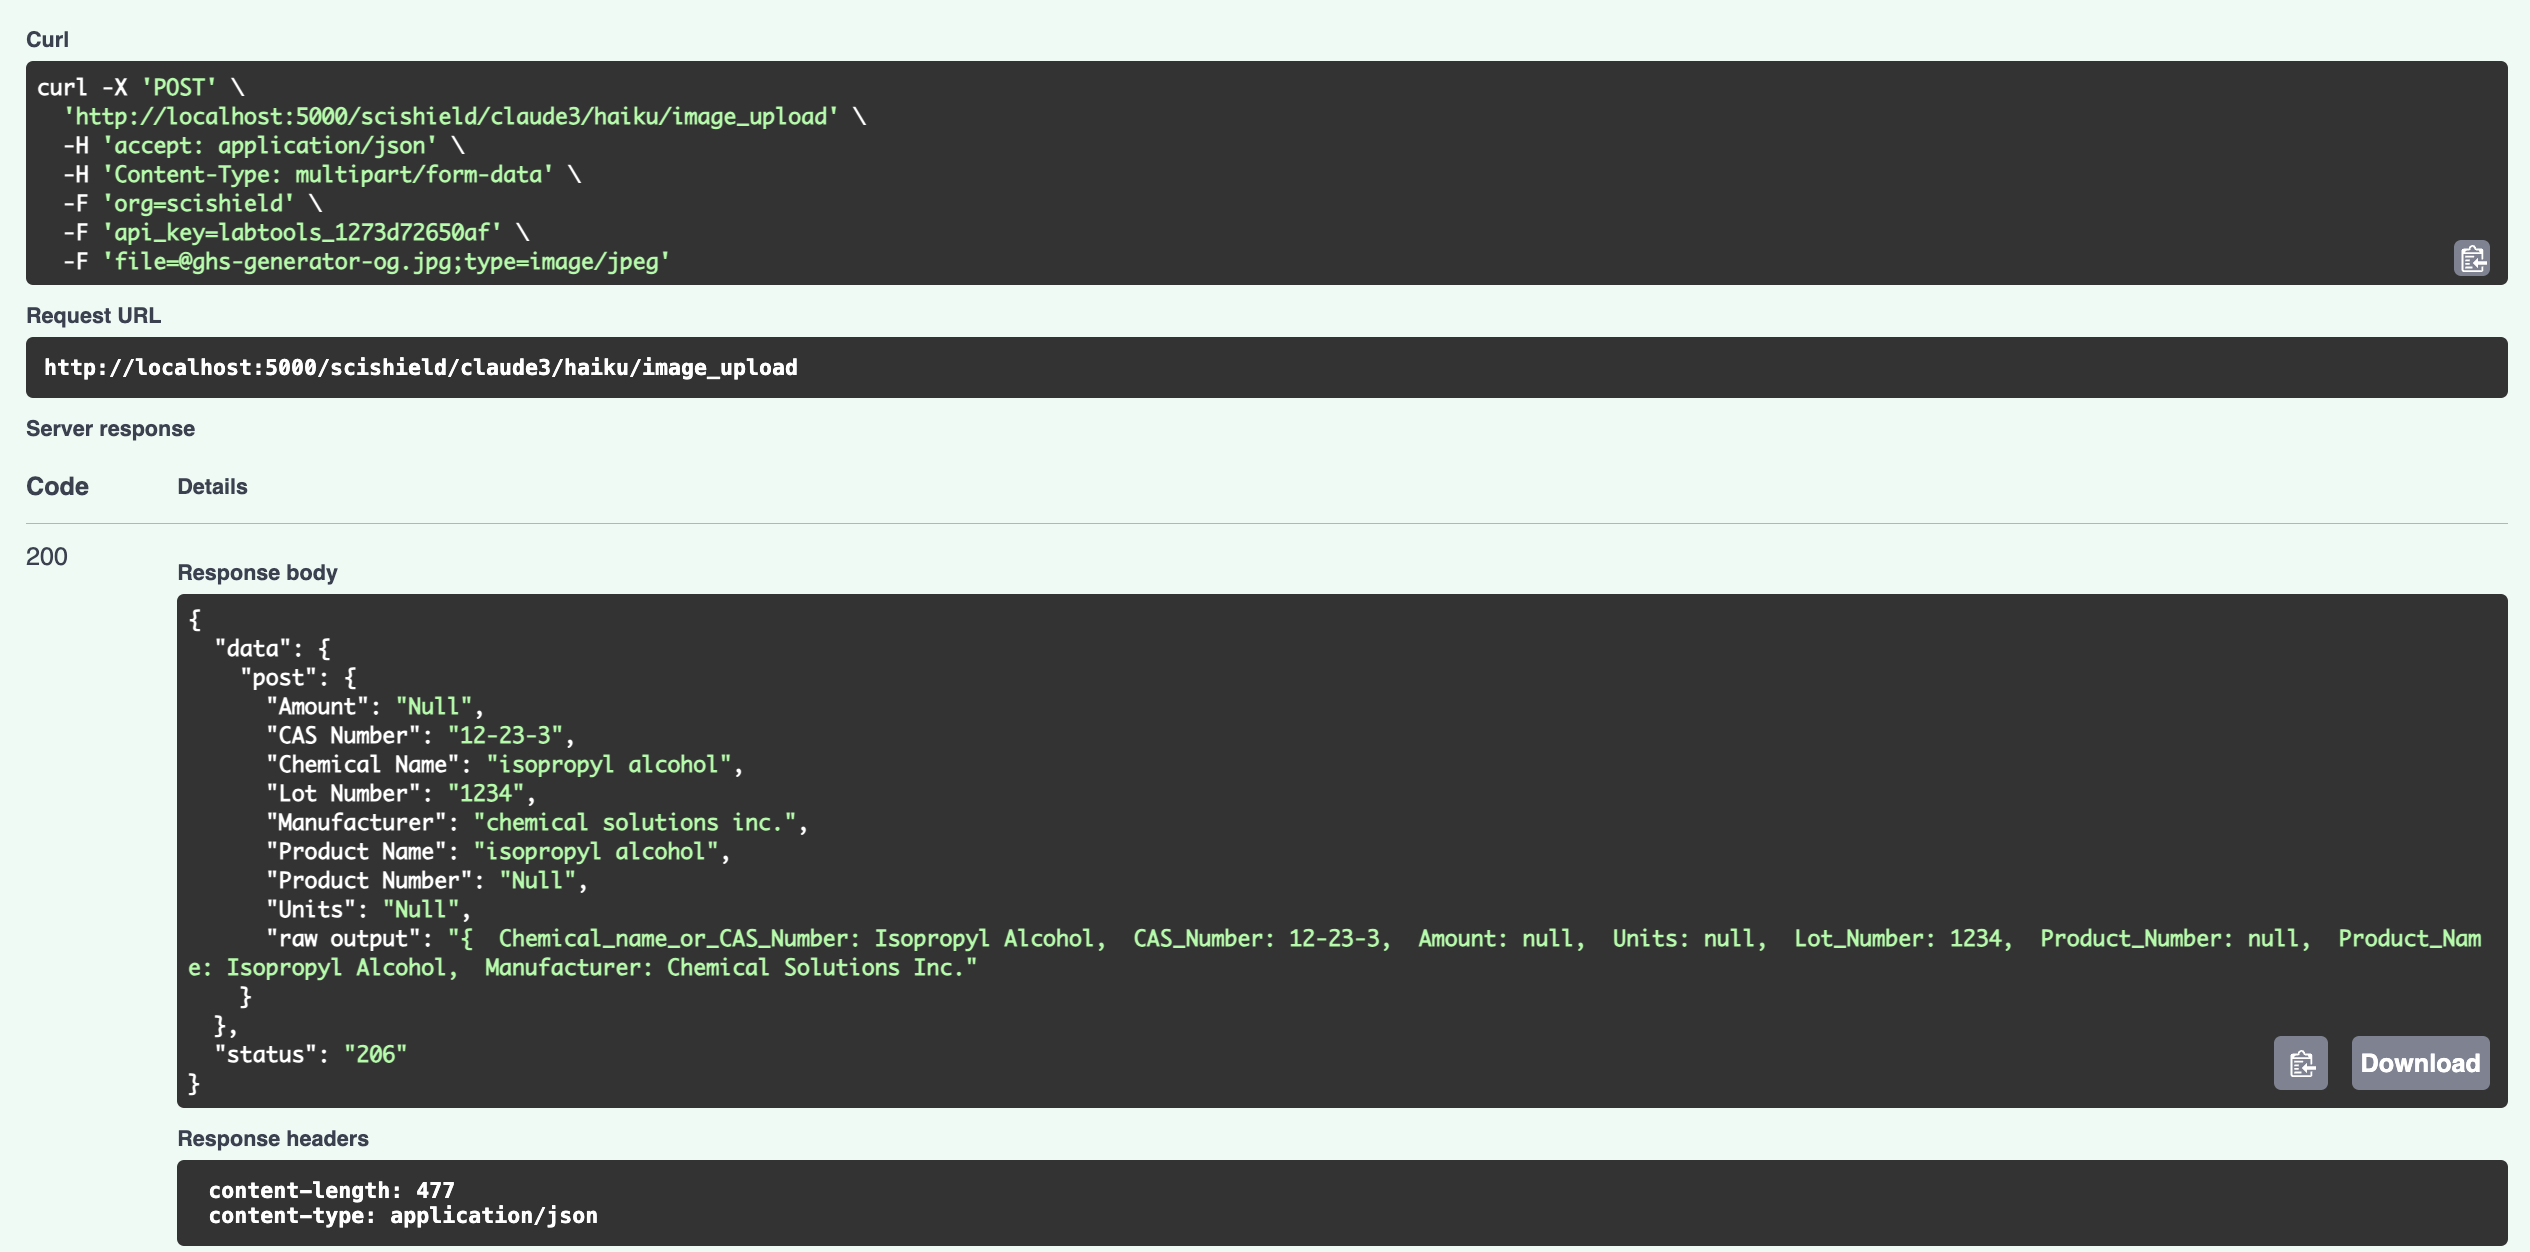 Curl
curl -X 'POST' \
  'http://localhost:5000/scishield/claude3/haiku/image_upload' \
  -H 'accept: application/json' \
  -H 'Content-Type: multipart/form-data' \
  -F 'org=scishield' \
  -F 'api_key=labtools_1273d72650af' \
  -F 'file=@ghs-generator-og.jpg;type=image/jpeg'
Request URL
http://localhost:5000/scishield/claude3/haiku/image_upload
Server response
Code Details
200
Response body
{
  "data": {
    "post": {
      "Amount": "Null",
      "CAS Number": "12-23-3",
      "Chemical Name": "isopropyl alcohol",
      "Lot Number": "1234",
      "Manufacturer": "chemical solutions inc.",
      "Product Name": "isopropyl alcohol",
      "Product Number": "Null",
      "Units": "Null",
      "raw output": "{  Chemical_name_or_CAS_Number: Isopropyl Alcohol,  CAS_Number: 12-23-3,  Amount: null,  Units: null,  Lot_Number: 1234,  Product_Number: null,  Product_Nam
e: Isopropyl Alcohol,  Manufacturer: Chemical Solutions Inc."
    }
  },
  "status": "206"
}
Download
Response headers
content-length: 477
content-type: application/json